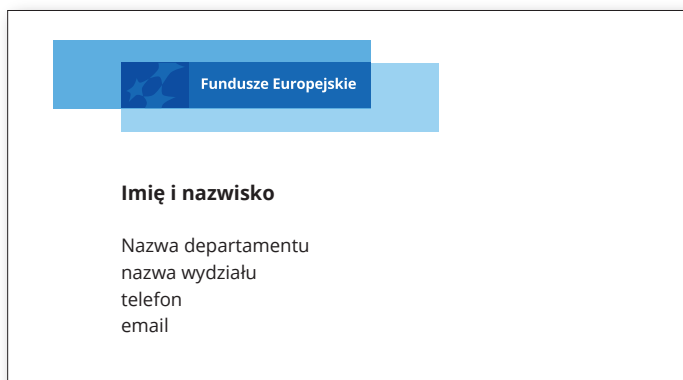 Fundusze Europejskie
Imię i nazwisko
Nazwa departamentu
nazwa wydziału
telefon
email